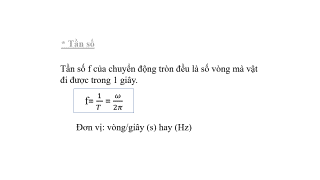 * Tần số
Tần số f của chuyển động tròn đều là số vòng mà vật
đi được trong 1 giây.
f= 1/T = ω/2π
Đơn vị: vòng/giây (s) hay (Hz)